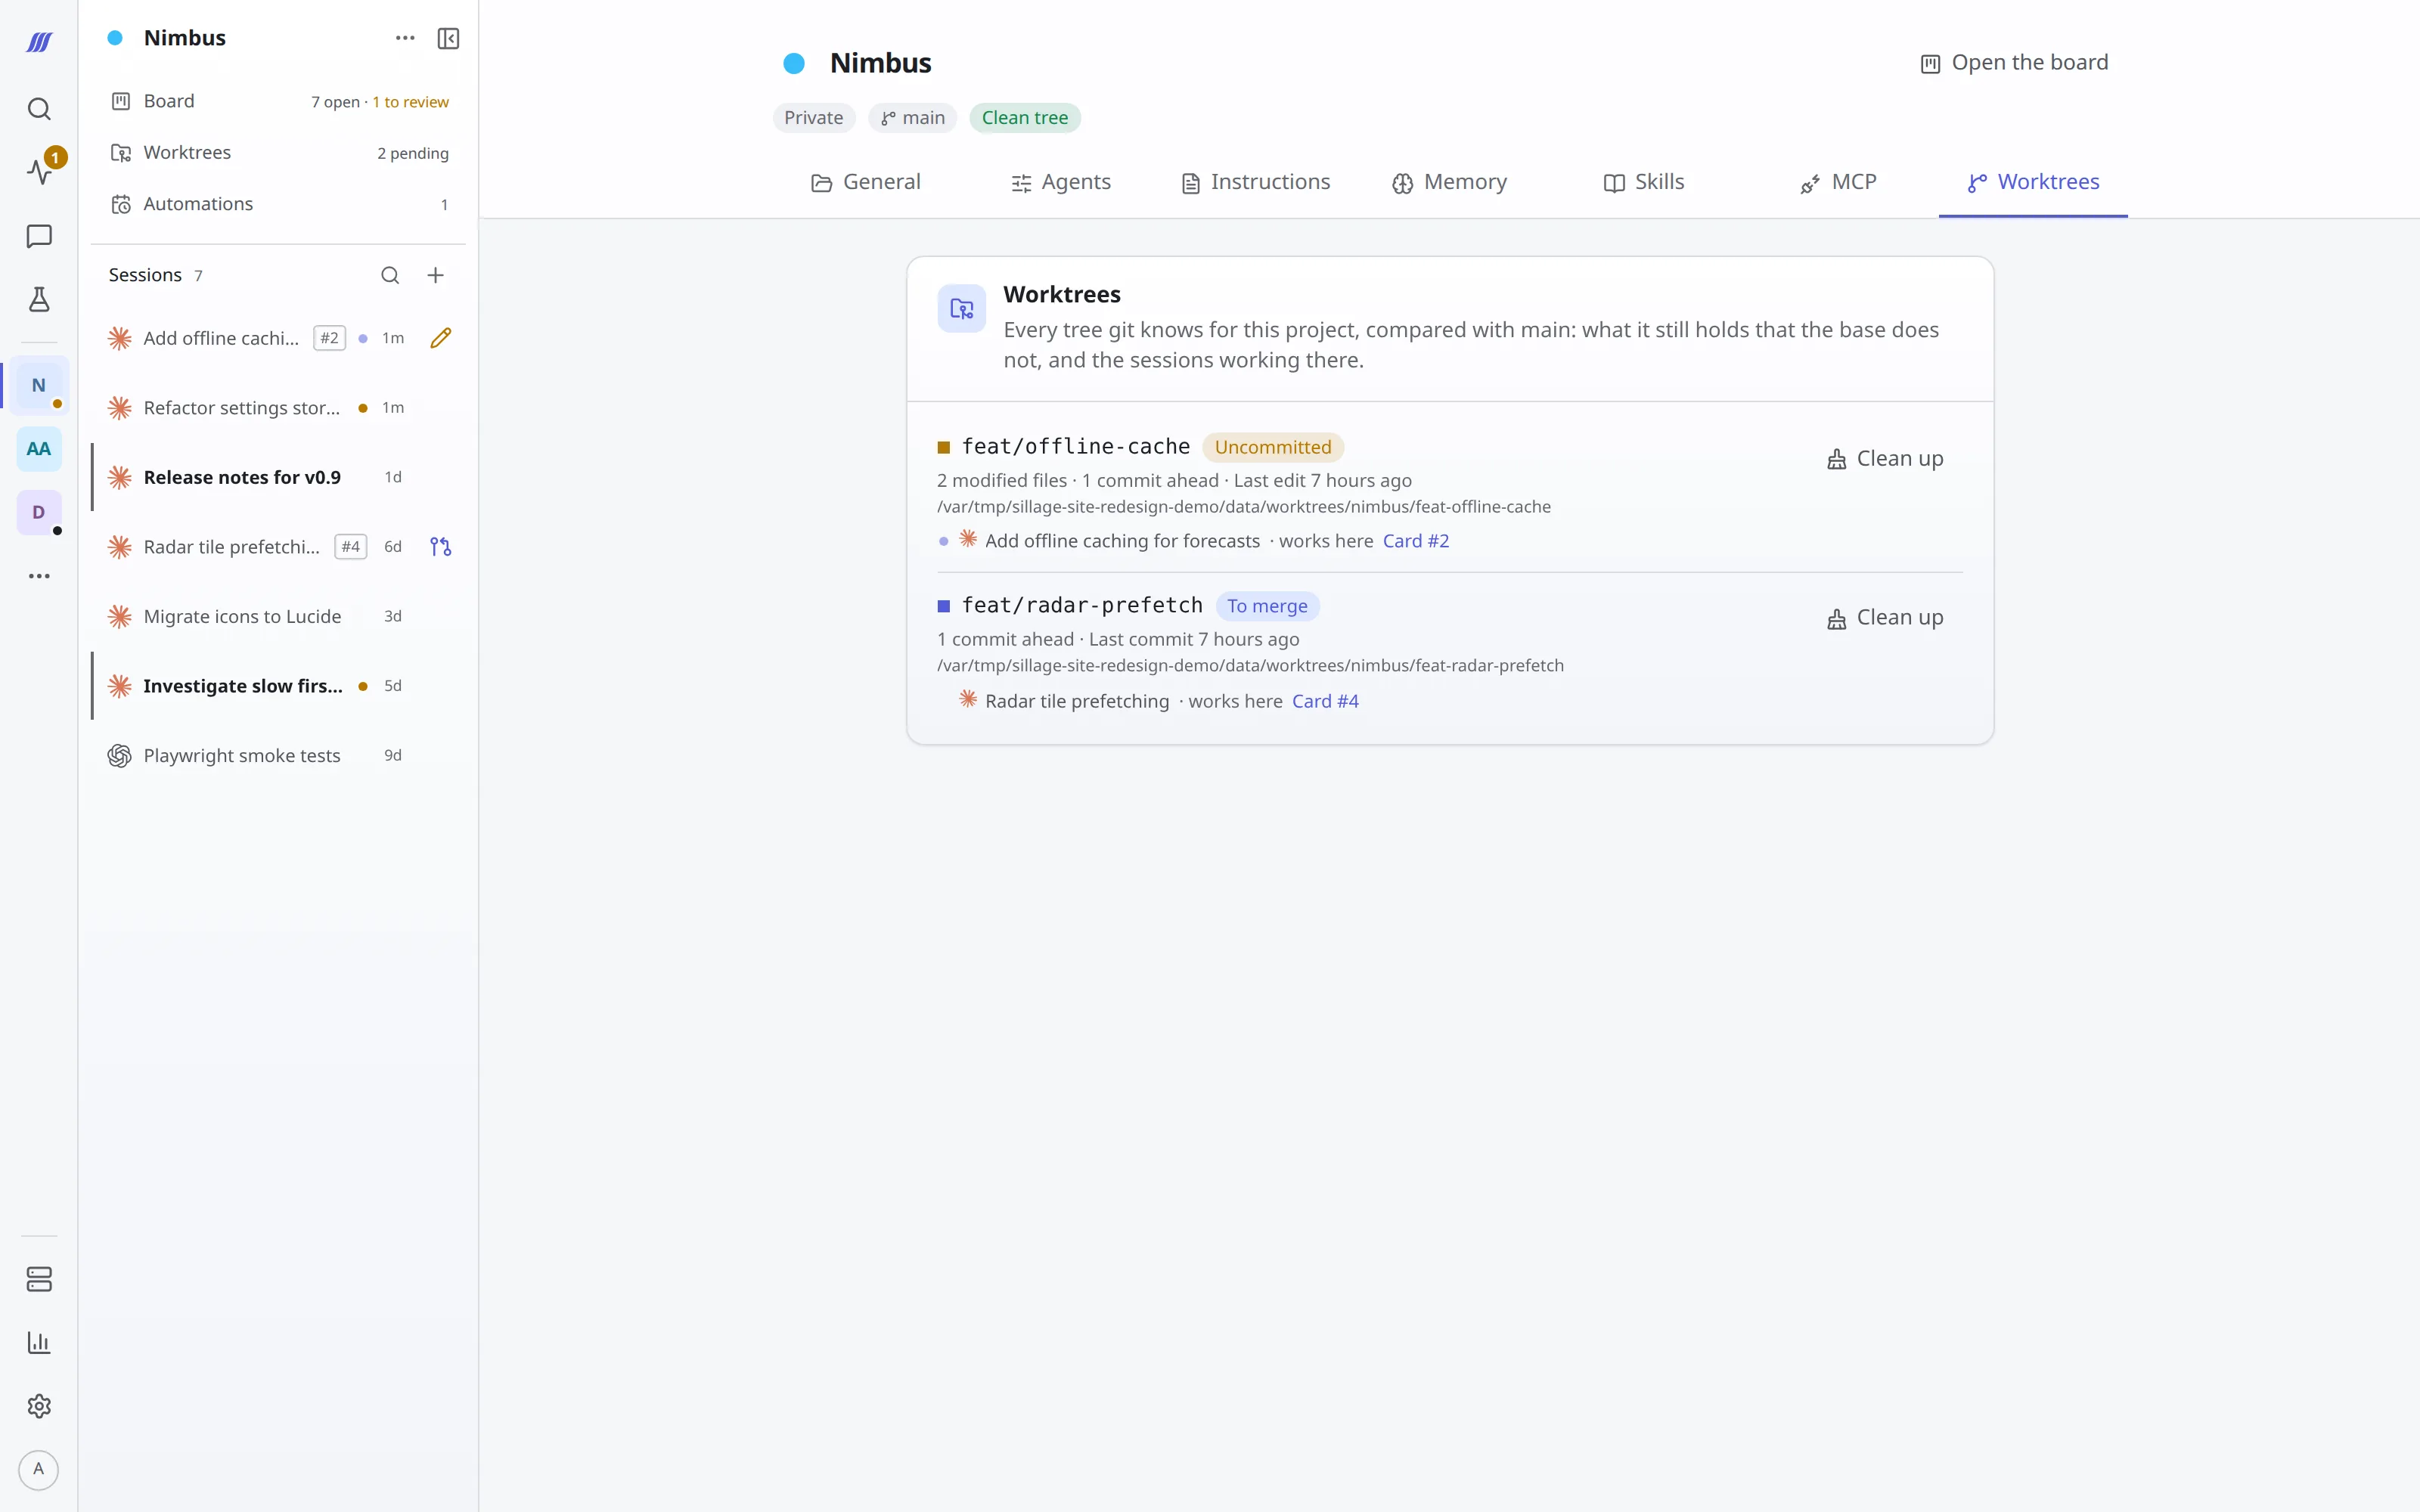 Nimbus
Board
7 open · 1 to review
Worktrees
2 pending
Automations
1
Sessions 7
Add offline cachi... #2 1m
Refactor settings stor... 1m
Release notes for v0.9 1d
Radar tile prefetchi... #4 6d
Migrate icons to Lucide 3d
Investigate slow firs... 5d
Playwright smoke tests 9d
1
N
AA
D
A
Nimbus
Open the board
Private main Clean tree
General Agents Instructions Memory Skills MCP Worktrees
Worktrees
Every tree git knows for this project, compared with main: what it still holds that the base does
not, and the sessions working there.
feat/offline-cache Uncommitted
Clean up
2 modified files · 1 commit ahead · Last edit 7 hours ago
/var/tmp/sillage-site-redesign-demo/data/worktrees/nimbus/feat-offline-cache
Add offline caching for forecasts · works here Card #2
feat/radar-prefetch To merge
Clean up
1 commit ahead · Last commit 7 hours ago
/var/tmp/sillage-site-redesign-demo/data/worktrees/nimbus/feat-radar-prefetch
Radar tile prefetching · works here Card #4